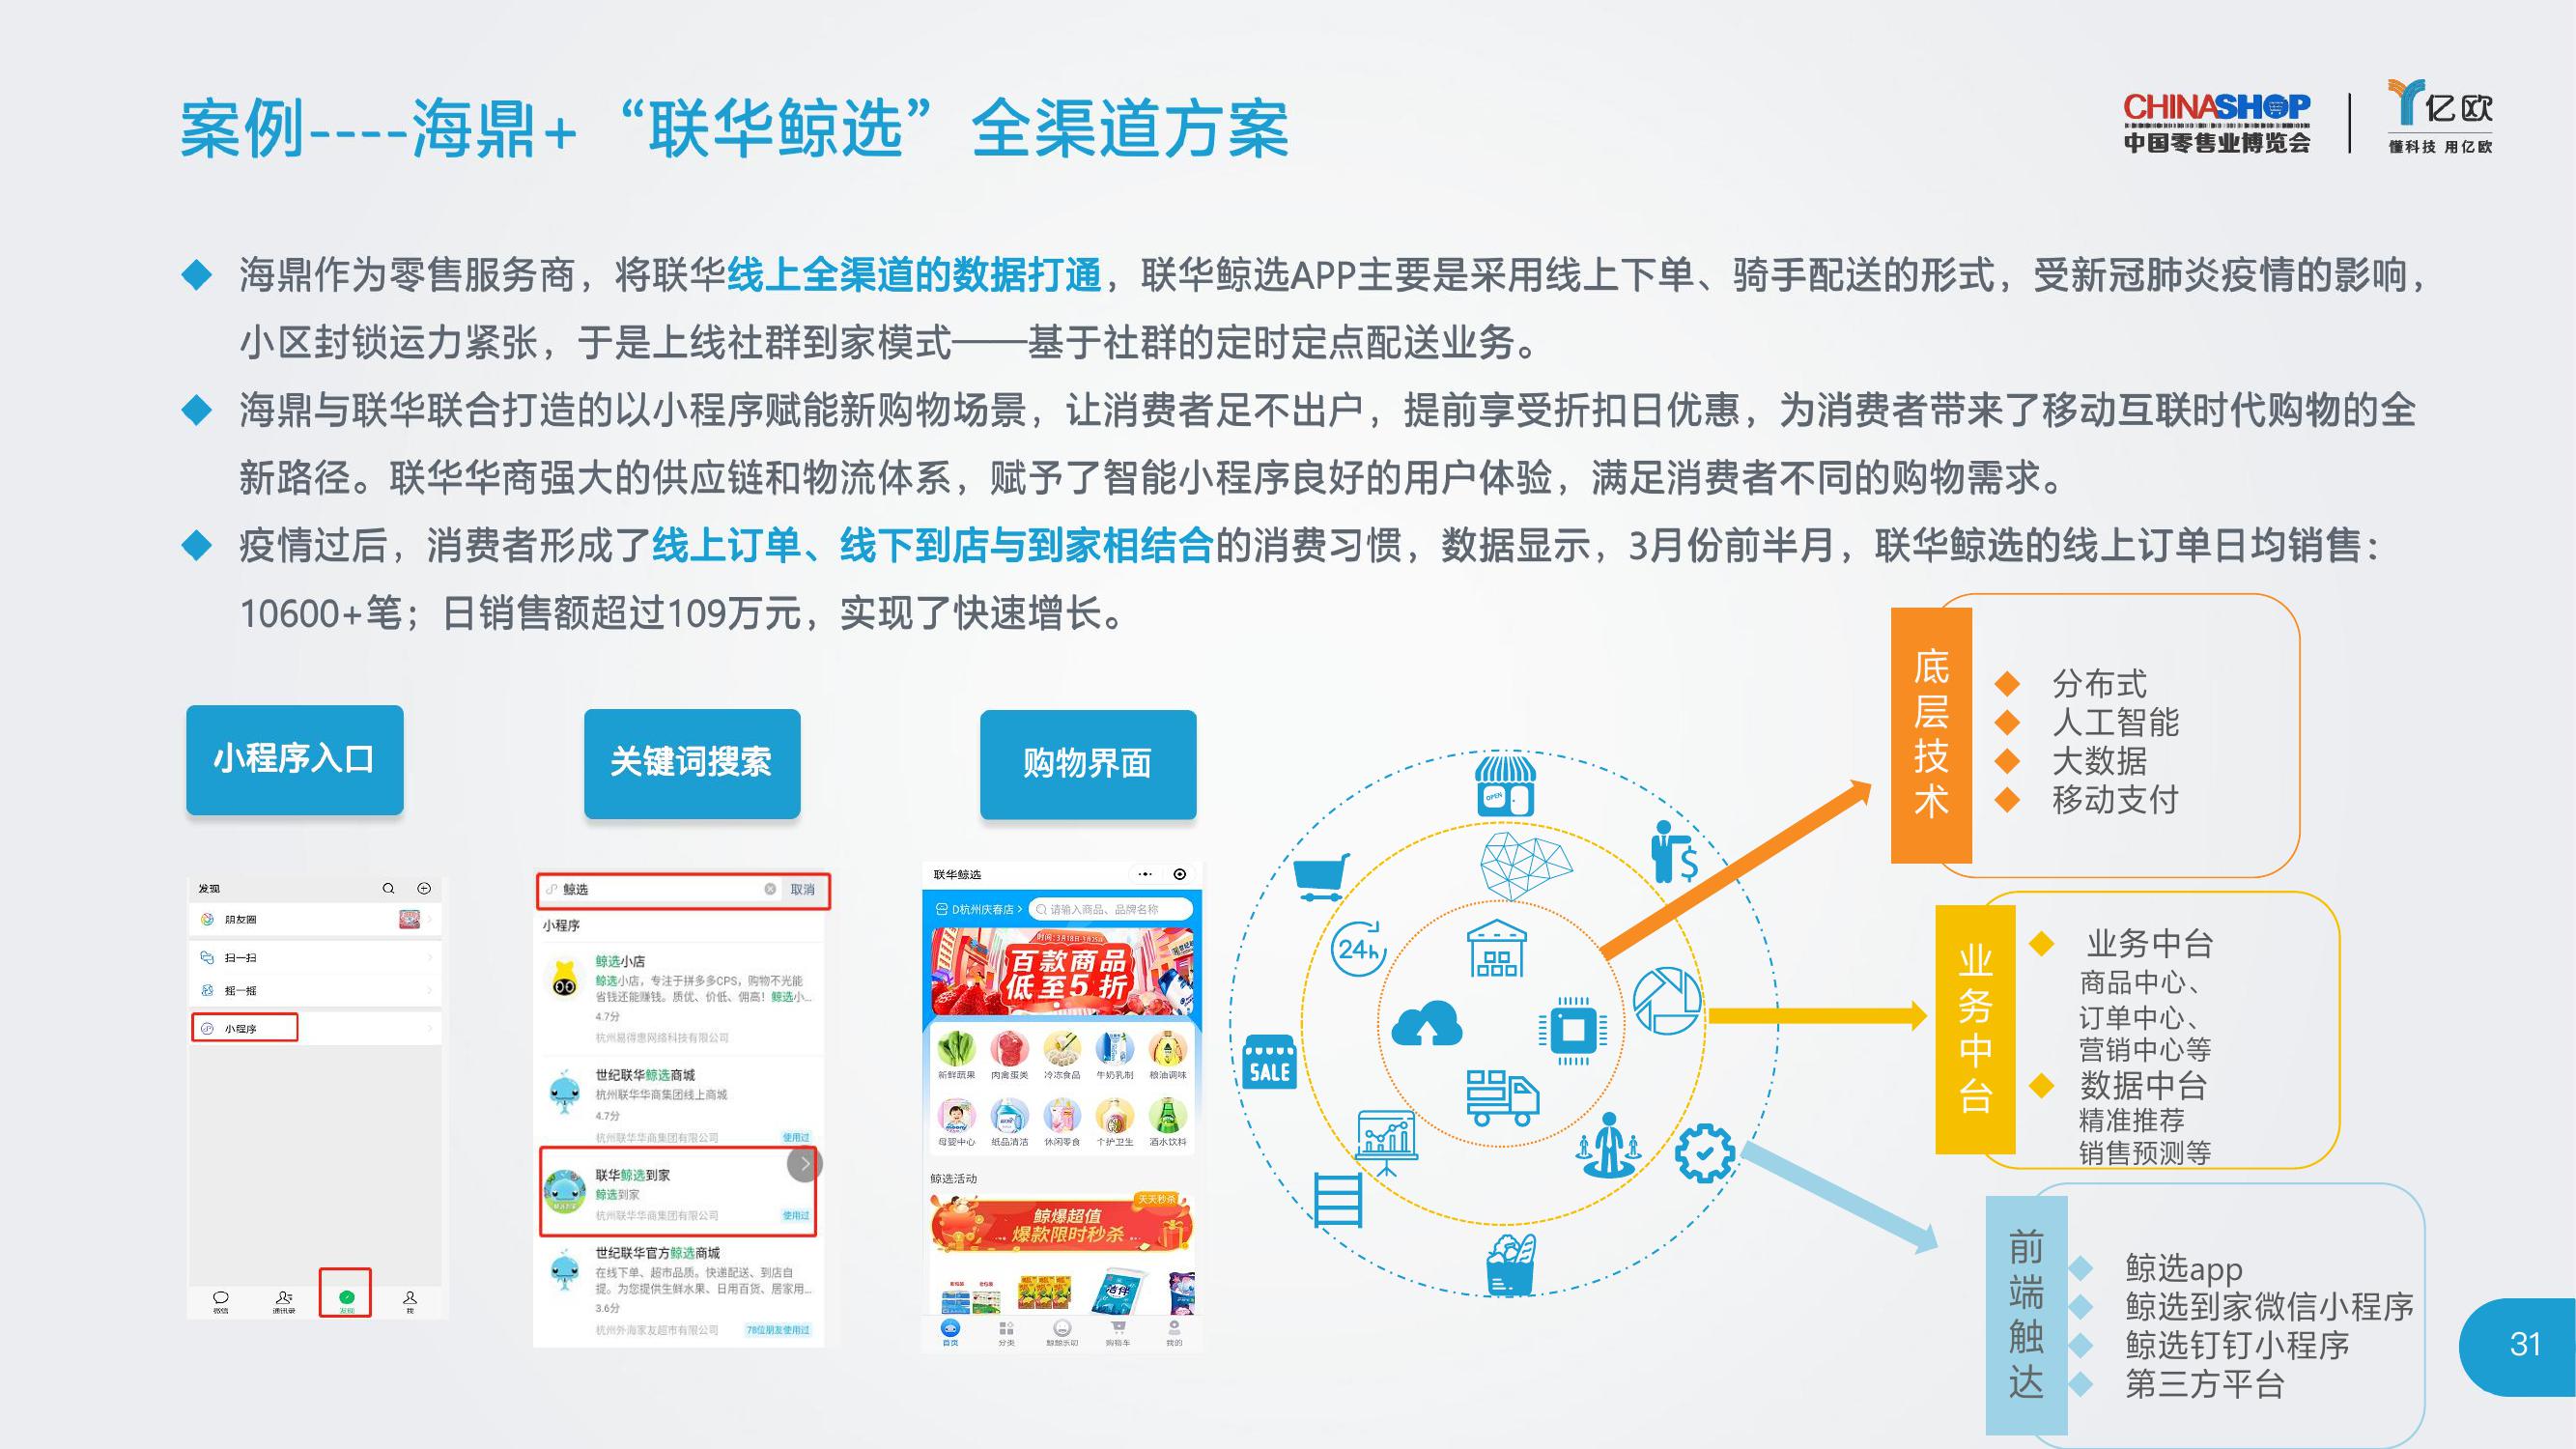 案例----海鼎+“联华鲸选”全渠道方案
CHINASHOP
中国零售业博览会
亿欧
懂科技 用亿欧
海鼎作为零售服务商，将联华线上全渠道的数据打通，联华鲸选APP主要是采用线上下单、骑手配送的形式，受新冠肺炎疫情的影响，
小区封锁运力紧张，于是上线社群到家模式——基于社群的定时定点配送业务。
海鼎与联华联合打造的以小程序赋能新购物场景，让消费者足不出户，提前享受折扣日优惠，为消费者带来了移动互联时代购物的全
新路径。联华华商强大的供应链和物流体系，赋予了智能小程序良好的用户体验，满足消费者不同的购物需求。
疫情过后，消费者形成了线上订单、线下到店与到家相结合的消费习惯，数据显示，3月份前半月，联华鲸选的线上订单日均销售：
10600+笔；日销售额超过109万元，实现了快速增长。
小程序入口
关键词搜索
购物界面
发现
朋友圈
扫一扫
摇一摇
小程序
微信
通讯录
发现
我
鲸选
取消
小程序
鲸选小店
鲸选小店，专注于拼多多CPS，购物不光能
省钱还能赚钱。质优、价低、佣高！鲸选小...
4.7分
杭州易得惠网络科技有限公司
世纪联华鲸选商城
杭州联华华商集团线上商城
4.7分
杭州联华华商集团有限公司
使用过
联华鲸选到家
鲸选到家
杭州联华华商集团有限公司
使用过
世纪联华官方鲸选商城
在线下单、超市品质。快递配送、到店自
提。为您提供生鲜水果、日用百货、居家用...
3.6分
杭州外海家友超市有限公司
78位朋友使用过
联华鲸选
D杭州庆春店
请输入商品、品牌名称
时间:3月18日-3月25日
百款商品
低至5折
新鲜蔬果
肉禽蛋类
冷冻食品
牛奶乳制
粮油调味
母婴中心
纸品清洁
休闲零食
个护卫生
酒水饮料
鲸选活动
天天秒杀
鲸爆超值
爆款限时秒杀
洁伴
首页
分类
购物车
我的
OPEN
24h
SALE
底层技术
分布式
人工智能
大数据
移动支付
业务中台
业务中台
商品中心、
订单中心、
营销中心等
数据中台
精准推荐
销售预测等
前端触达
鲸选app
鲸选到家微信小程序
鲸选钉钉小程序
第三方平台
31